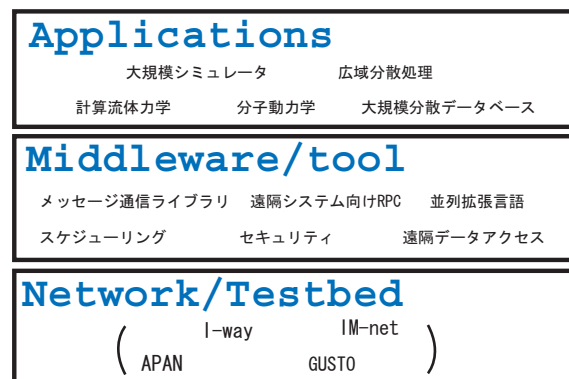 Applications
大規模シミュレータ 広域分散処理
計算流体力学 分子動力学 大規模分散データベース
Middleware/tool
メッセージ通信ライブラリ 遠隔システム向けRPC 並列拡張言語
スケジューリング セキュリティ 遠隔データアクセス
Network/Testbed
( I-way IM-net )
APAN GUSTO